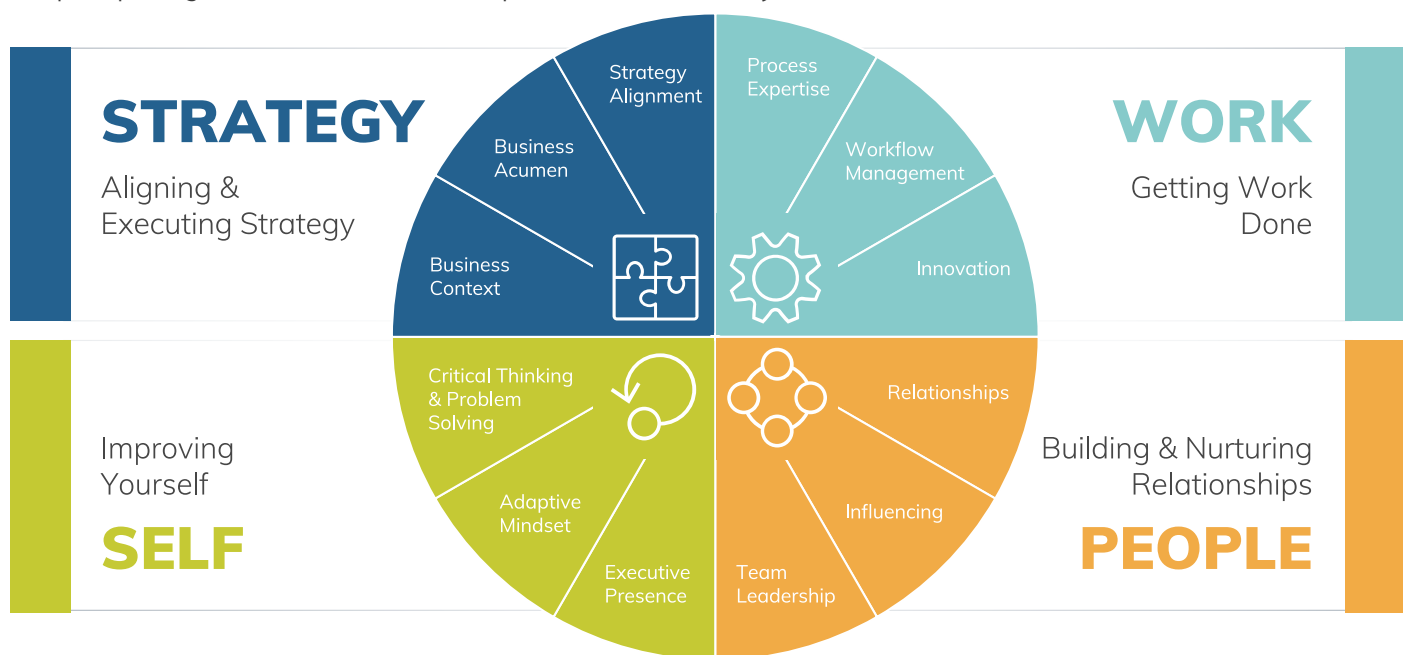 STRATEGY
Aligning &
Executing Strategy
Strategy
Alignment
Business
Acumen
Business
Context
Process
Expertise
Workflow
Management
Innovation
WORK
Getting Work
Done
Critical Thinking
& Problem
Solving
Adaptive
Mindset
Executive
Presence
Improving
Yourself
SELF
Relationships
Influencing
Team
Leadership
Building & Nurturing
Relationships
PEOPLE